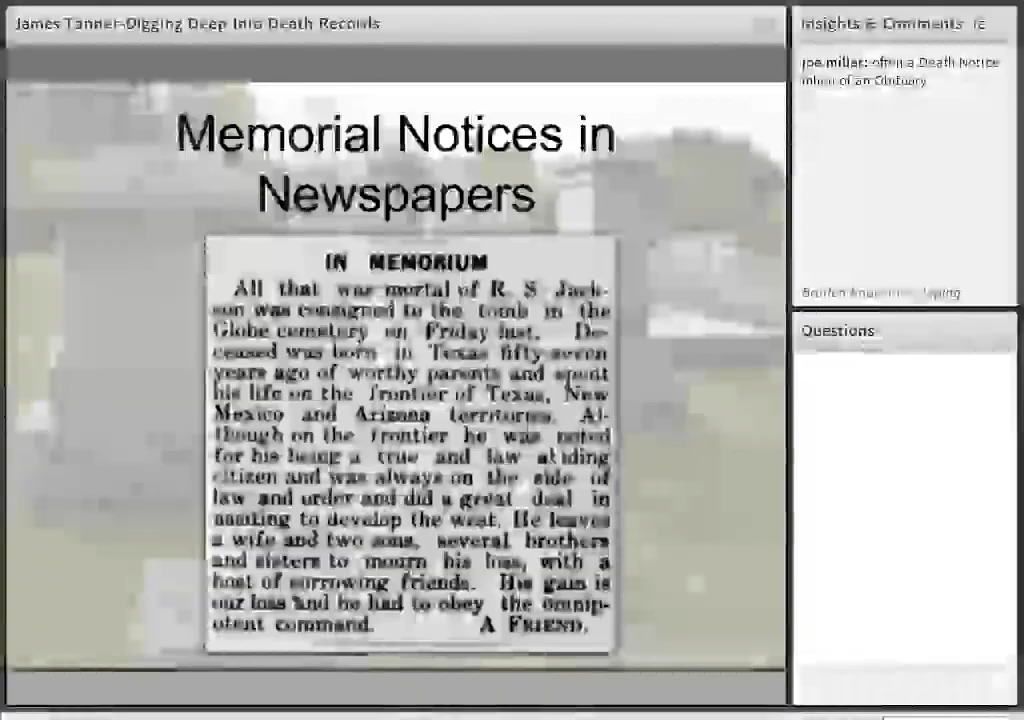 James Tanner-Digging Deep Into Death Records
Memorial Notices in
Newspapers
IN MEMORIUM
All that was mortal of R. S Jack-
son was consigned to the tomb in the
Globe cemetery on Friday last. De-
ceased was born in Texas fifty-seven
years ago of worthy parents and spent
his life on the frontier of Texas, New
Mexico and Arizona territories. Al-
though on the frontier he was noted
for his being a true and law abiding
citizen and was always on the side of
law and order and did a great deal in
assisting to develop the west. He leaves
a wife and two sons, several brothers
and sisters to mourn his loss, with a
host of sorrowing friends. His gain is
our loss and he had to obey the omnip-
otent command. A FRIEND.
Insights & Comments
joe miller: often a Death Notice
of an Obituary
typing
Questions